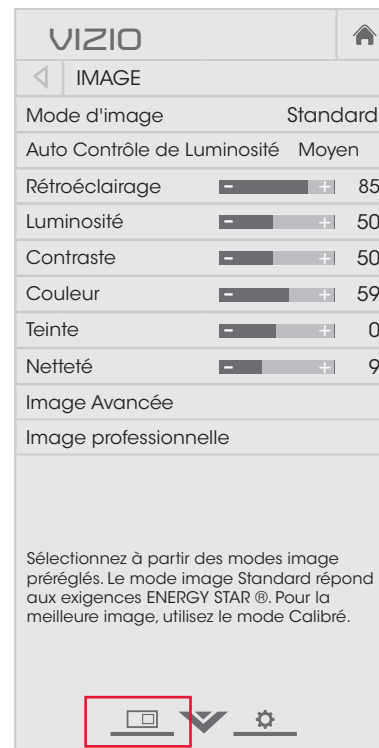 VIZIO
IMAGE
Mode d'image Standard
Auto Contrôle de Luminosité Moyen
Rétroéclairage - + 85
Luminosité - + 50
Contraste - + 50
Couleur - + 59
Teinte - + 0
Netteté - + 9
Image Avancée
Image professionnelle
Sélectionnez à partir des modes image
préréglés. Le mode image Standard répond
aux exigences ENERGY STAR ®. Pour la
meilleure image, utilisez le mode Calibré.